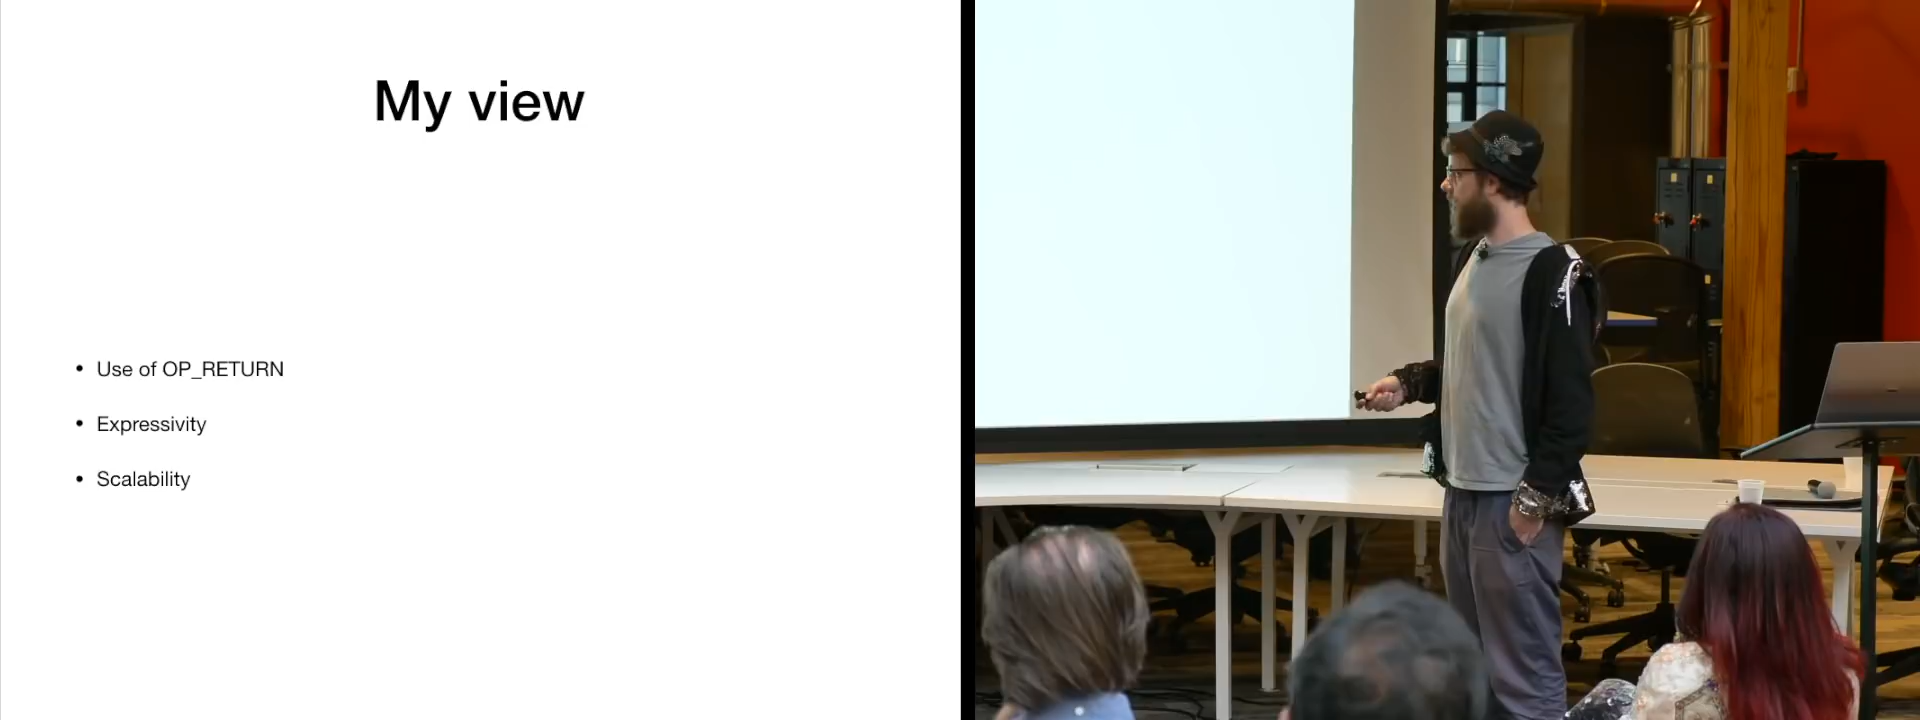 My view
• Use of OP_RETURN
• Expressivity
• Scalability